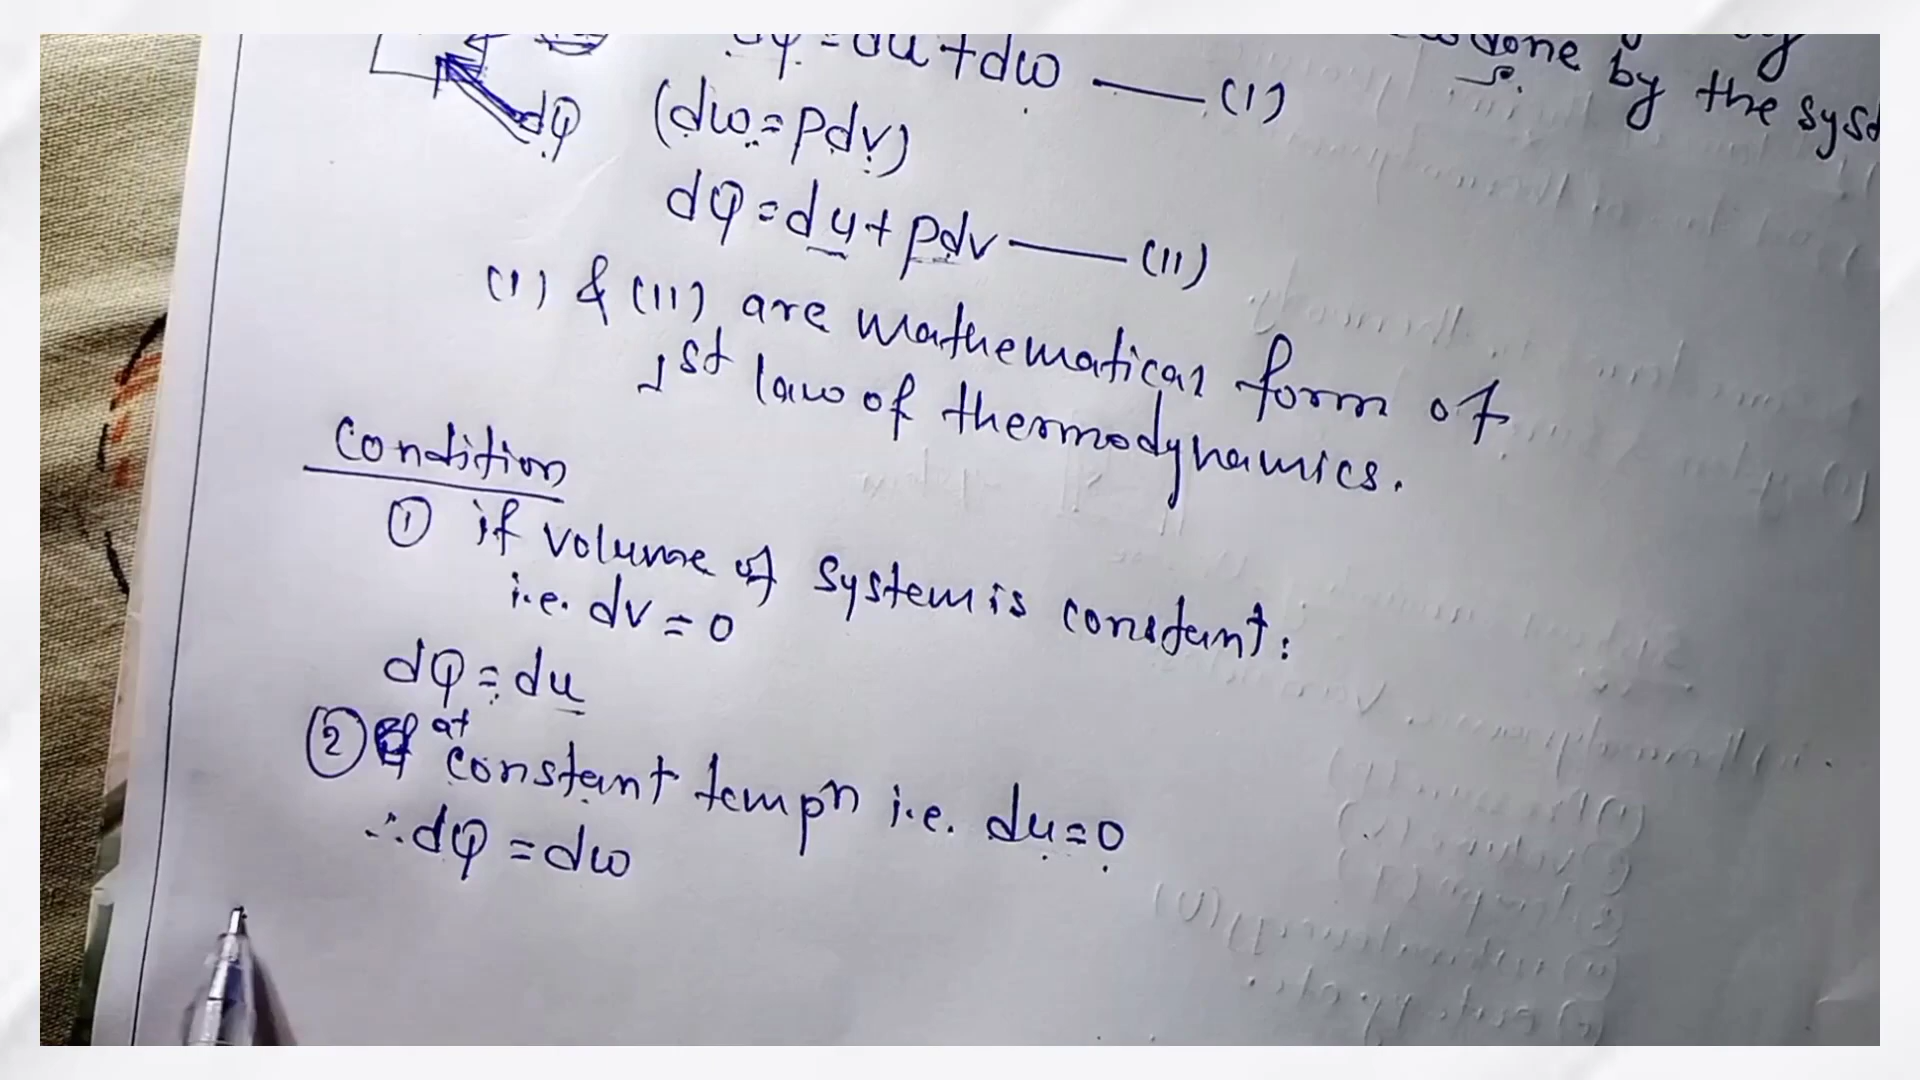 dQ = du + dw — (I)
done
by the syst
dQ
(dw = pdv)
dQ = du + pdv — (II)
(I) & (II) are mathematical form of
1st law of thermodynamics.
Condition
① if volume of system is constant:
i.e. dv = 0
dQ = du
② at
constant tempn i.e. du = 0
∴ dQ = dw